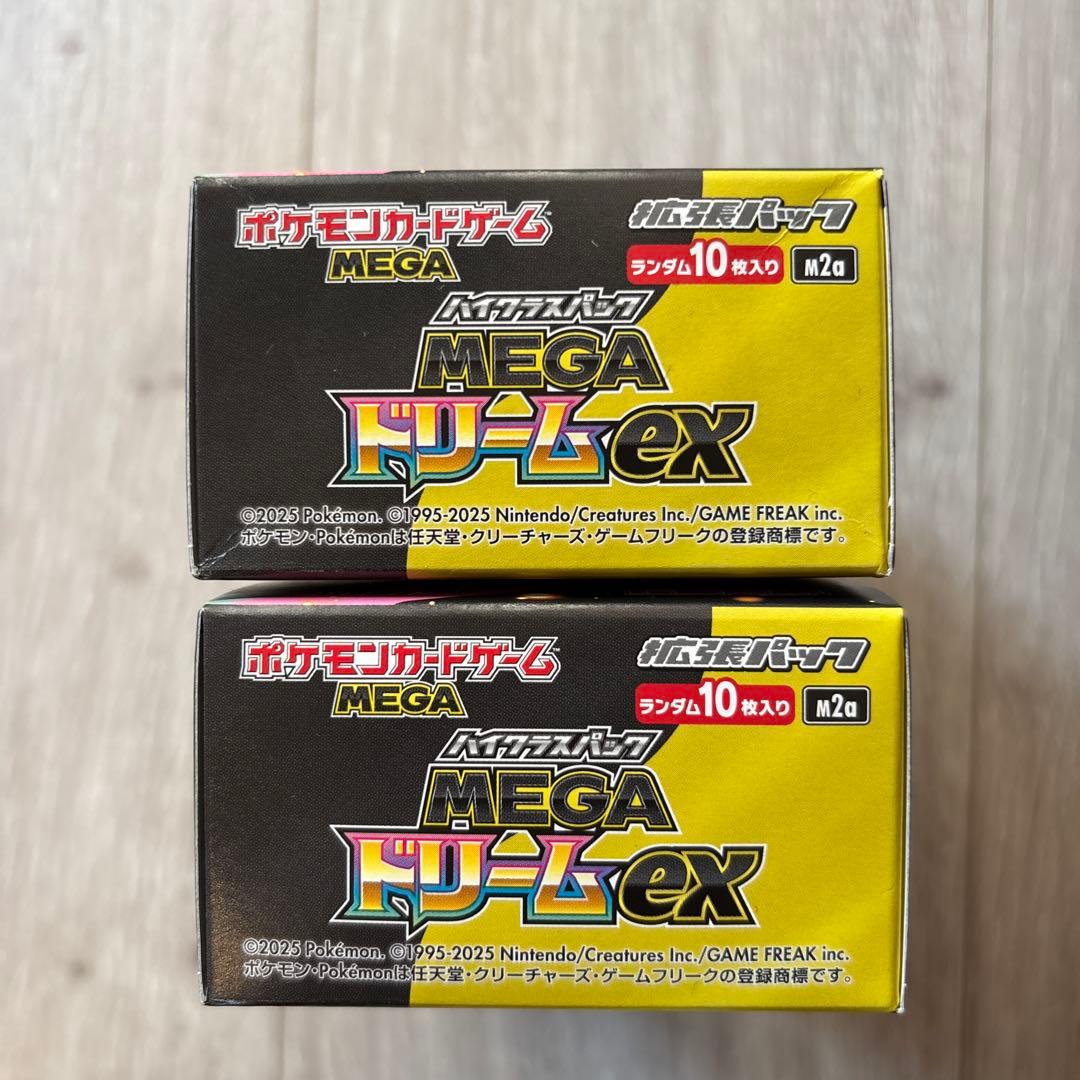 ポケモンカードゲーム
MEGA
拡張パック
ランダム10枚入り M2a
ハイクラスパック
MEGA
ドリームex
©2025 Pokémon. ©1995-2025 Nintendo/Creatures Inc./GAME FREAK inc.
ポケモン・Pokémonは任天堂・クリーチャーズ・ゲームフリークの登録商標です。
ポケモンカードゲーム
MEGA
拡張パック
ランダム10枚入り M2a
ハイクラスパック
MEGA
ドリームex
©2025 Pokémon. ©1995-2025 Nintendo/Creatures Inc./GAME FREAK inc.
ポケモン・Pokémonは任天堂・クリーチャーズ・ゲームフリークの登録商標です。